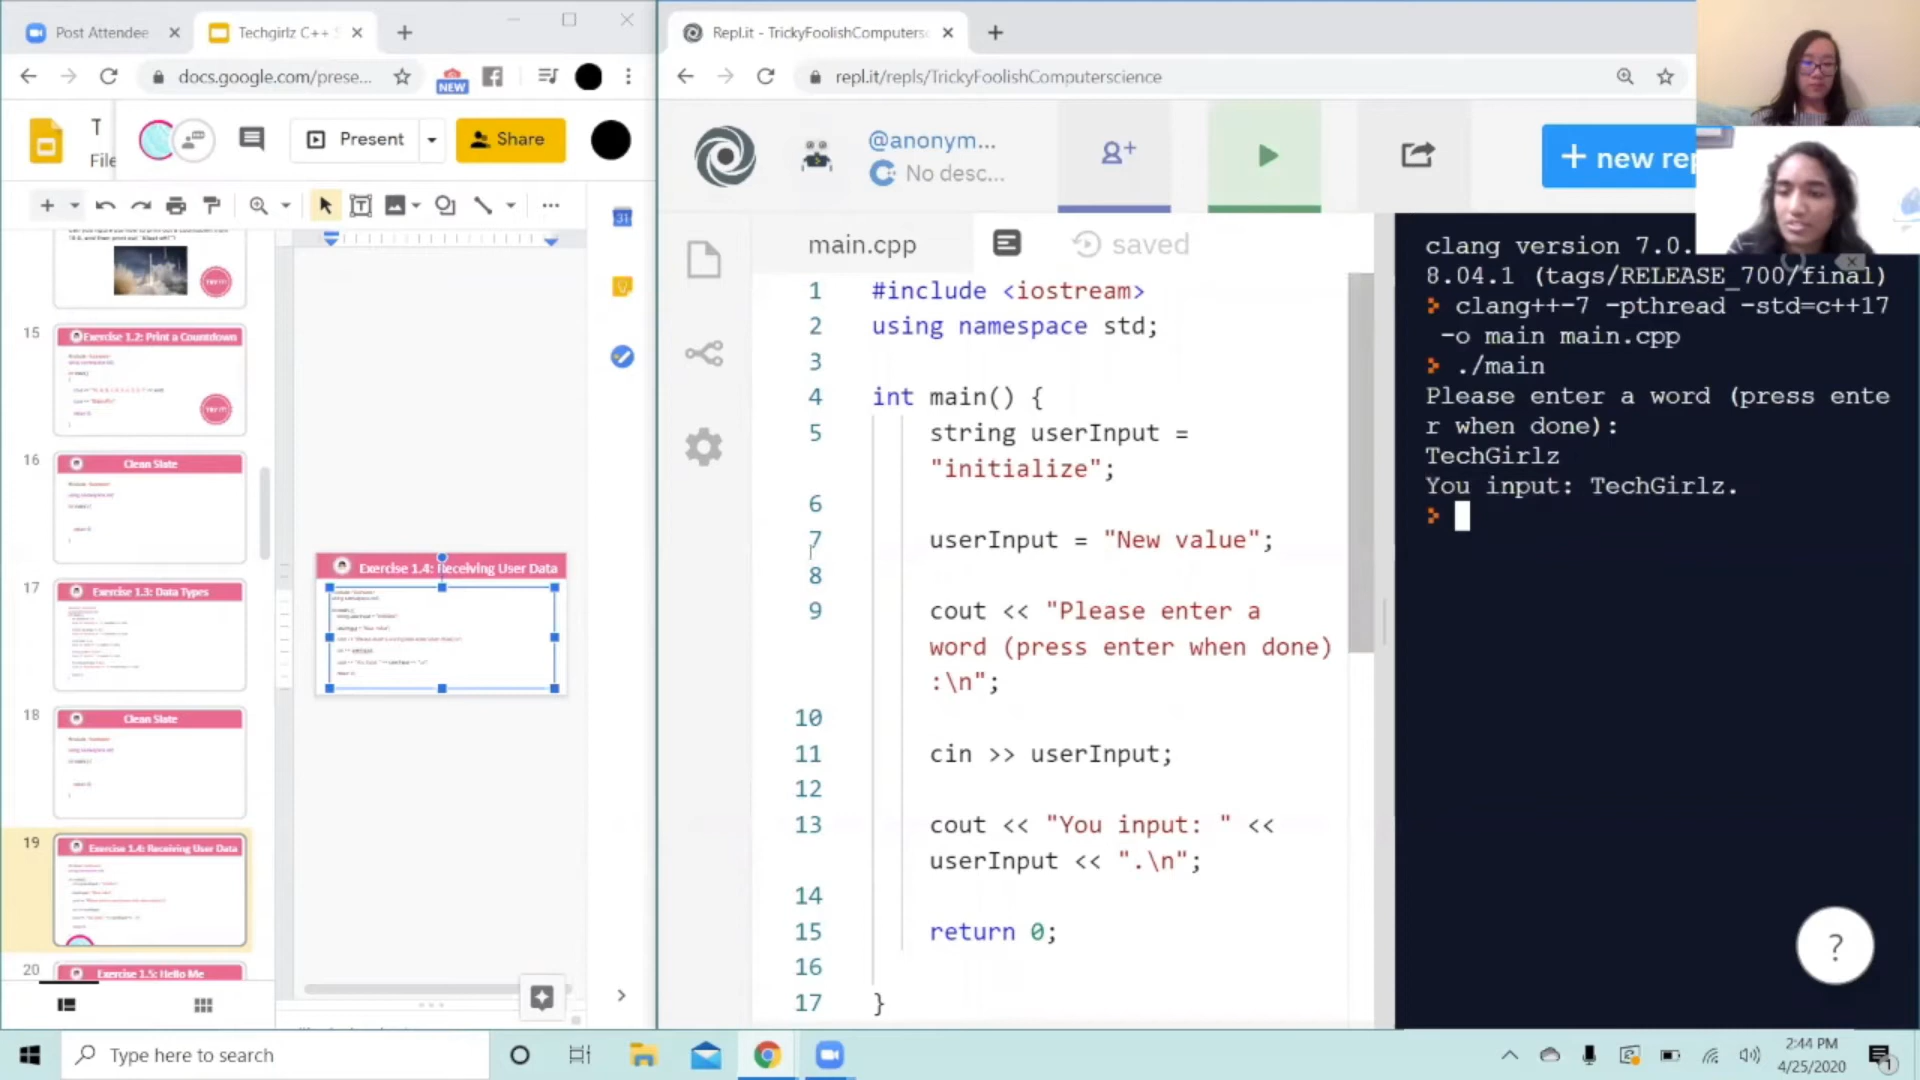 Post Attendee
Techgirlz C++
docs.google.com/prese...
NEW
T
File
Present
Share
31
15
Exercise 1.2: Print a Countdown
TRY IT!
16
Clean Slate
17
Exercise 1.3: Data Types
18
Clean Slate
19
Exercise 1.4: Receiving User Data
20
Exercise 1.5: Hello Me
Exercise 1.4: Receiving User Data
Repl.it - TrickyFoolishComputersc
repl.it/repls/TrickyFoolishComputerscience
@anonym...
No desc...
+ new rep
main.cpp
saved
1 #include <iostream>
2 using namespace std;
3
4 int main() {
5 string userInput =
"initialize";
6
7 userInput = "New value";
8
9 cout << "Please enter a
word (press enter when done)
:\n";
10
11 cin >> userInput;
12
13 cout << "You input: " <<
userInput << ".\n";
14
15 return 0;
16
17 }
clang version 7.0.
8.04.1 (tags/RELEASE_700/final)
> clang++-7 -pthread -std=c++17
-o main main.cpp
> ./main
Please enter a word (press ente
r when done):
TechGirlz
You input: TechGirlz.
>
?
Type here to search
2:44 PM
4/25/2020
1